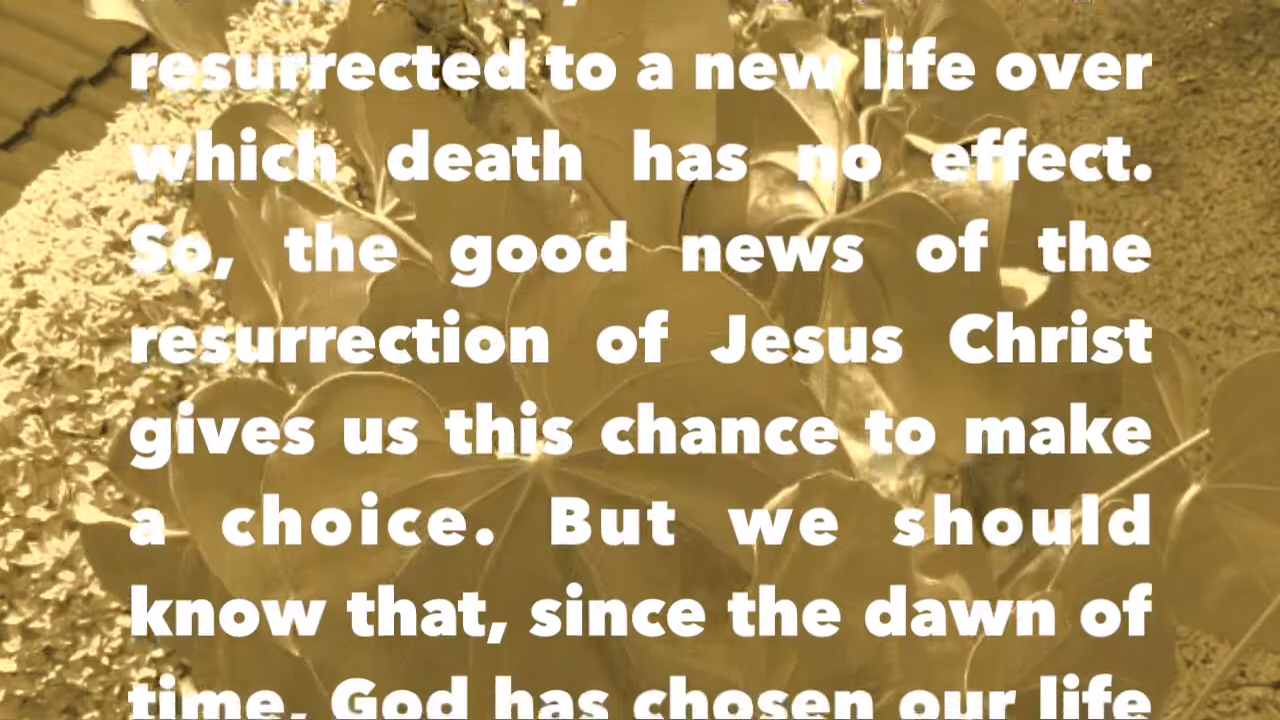 resurrected to a new life over
which death has no effect.
So, the good news of the
resurrection of Jesus Christ
gives us this chance to make
a choice. But we should
know that, since the dawn of
time, God has chosen our life